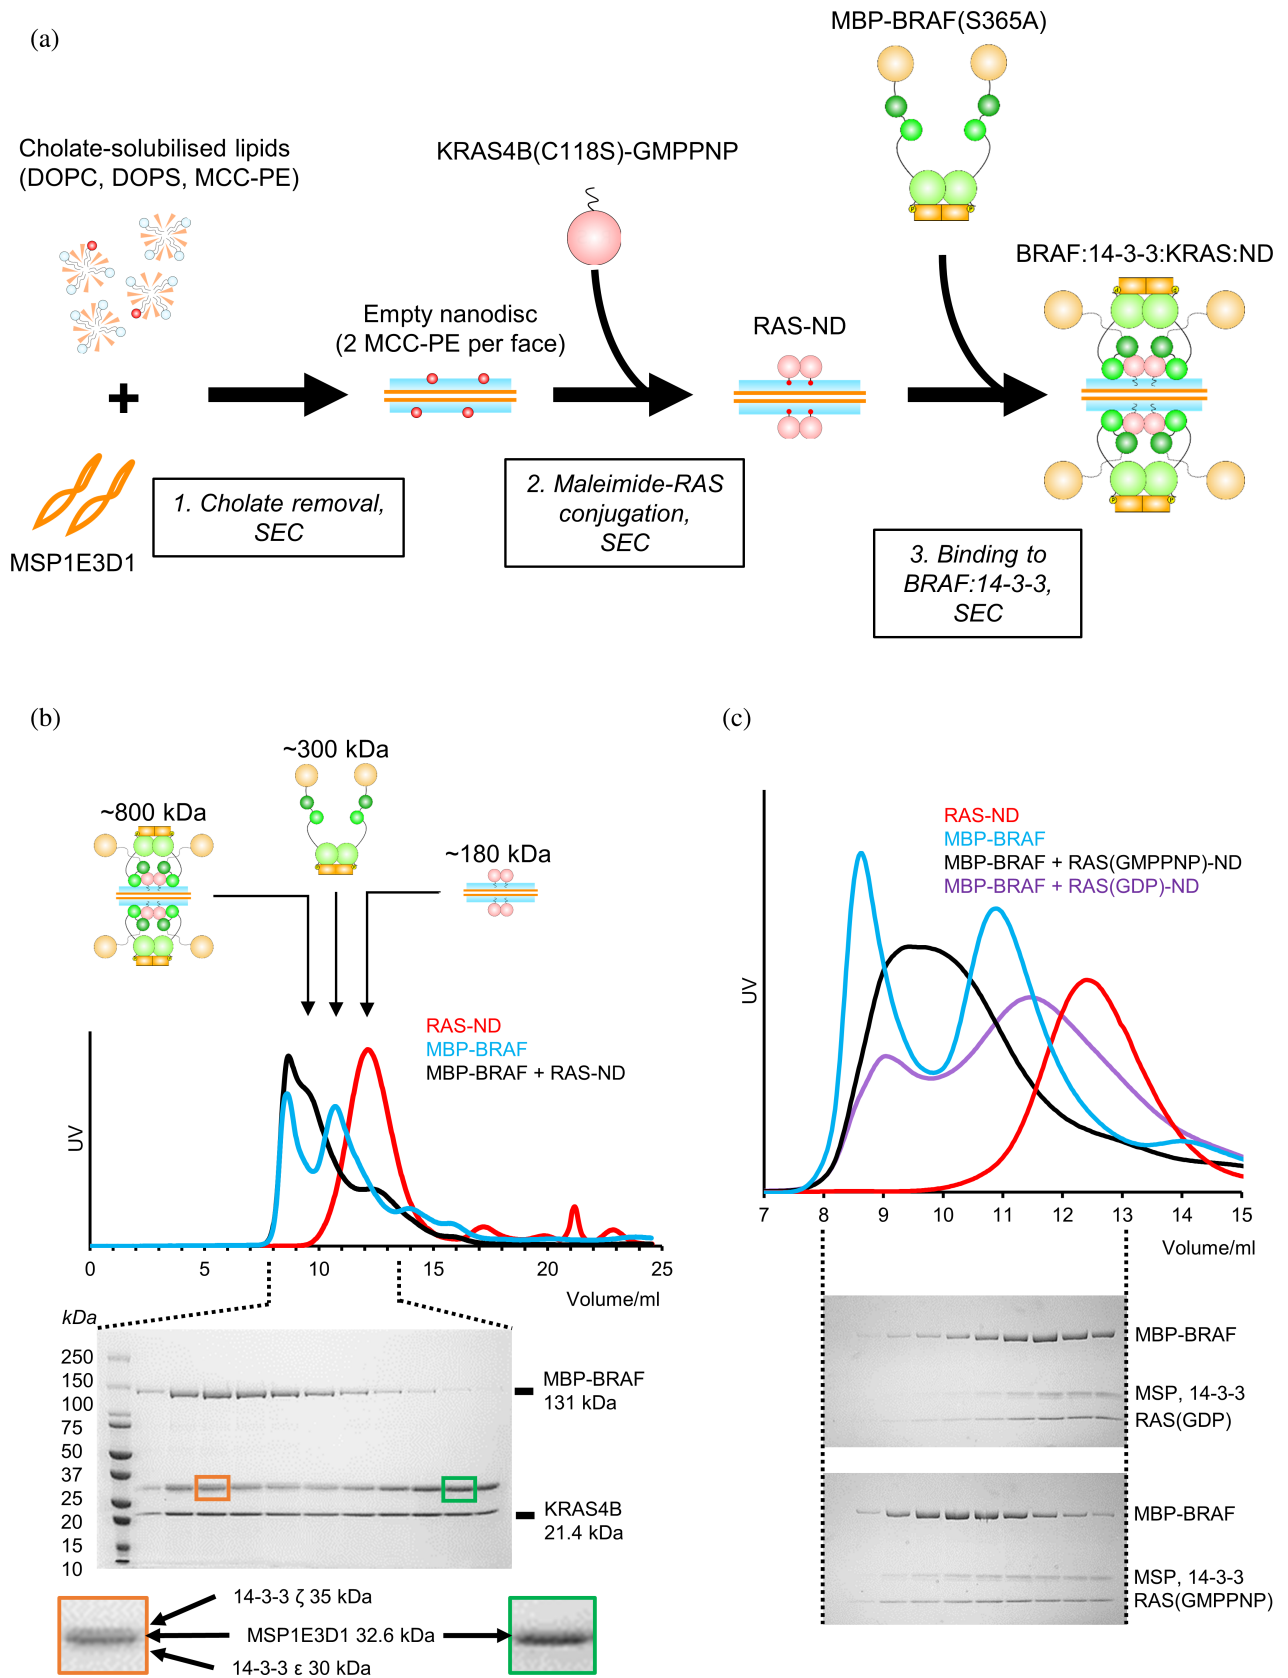 (a)
MBP-BRAF(S365A)
Cholate-solubilised lipids
(DOPC, DOPS, MCC-PE)
KRAS4B(C118S)-GMPPNP
BRAF:14-3-3:KRAS:ND
Empty nanodisc
(2 MCC-PE per face)
RAS-ND
+
1. Cholate removal,
SEC
2. Maleimide-RAS
conjugation,
SEC
3. Binding to
BRAF:14-3-3,
SEC
MSP1E3D1
(b)
~300 kDa
~800 kDa
~180 kDa
RAS-ND
MBP-BRAF
MBP-BRAF + RAS-ND
UV
0 5 10 15 20 25
Volume/ml
kDa
250
150
100
75
50
37
25
20
15
10
MBP-BRAF
131 kDa
KRAS4B
21.4 kDa
14-3-3 ζ 35 kDa
MSP1E3D1 32.6 kDa
14-3-3 ε 30 kDa
(c)
RAS-ND
MBP-BRAF
MBP-BRAF + RAS(GMPPNP)-ND
MBP-BRAF + RAS(GDP)-ND
UV
7 8 9 10 11 12 13 14 15
Volume/ml
MBP-BRAF
MSP, 14-3-3
RAS(GDP)
MBP-BRAF
MSP, 14-3-3
RAS(GMPPNP)